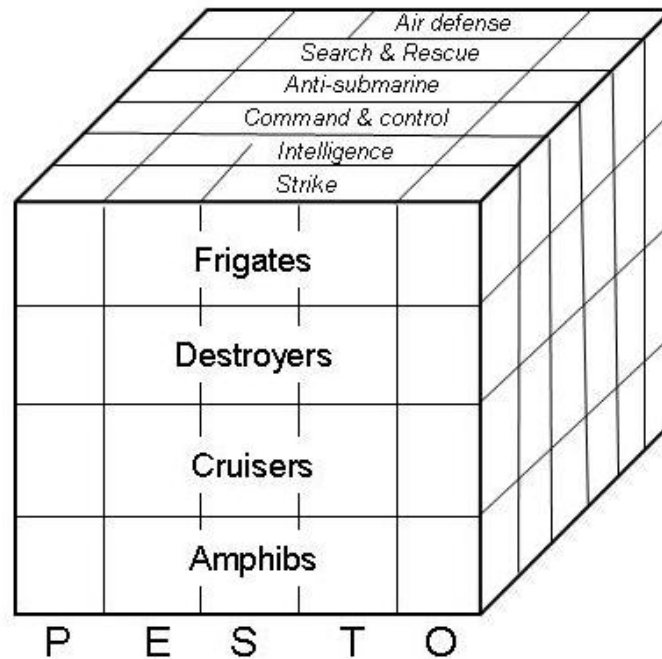 Air defense
Search & Rescue
Anti-submarine
Command & control
Intelligence
Strike
Frigates
Destroyers
Cruisers
Amphibs
P E S T O